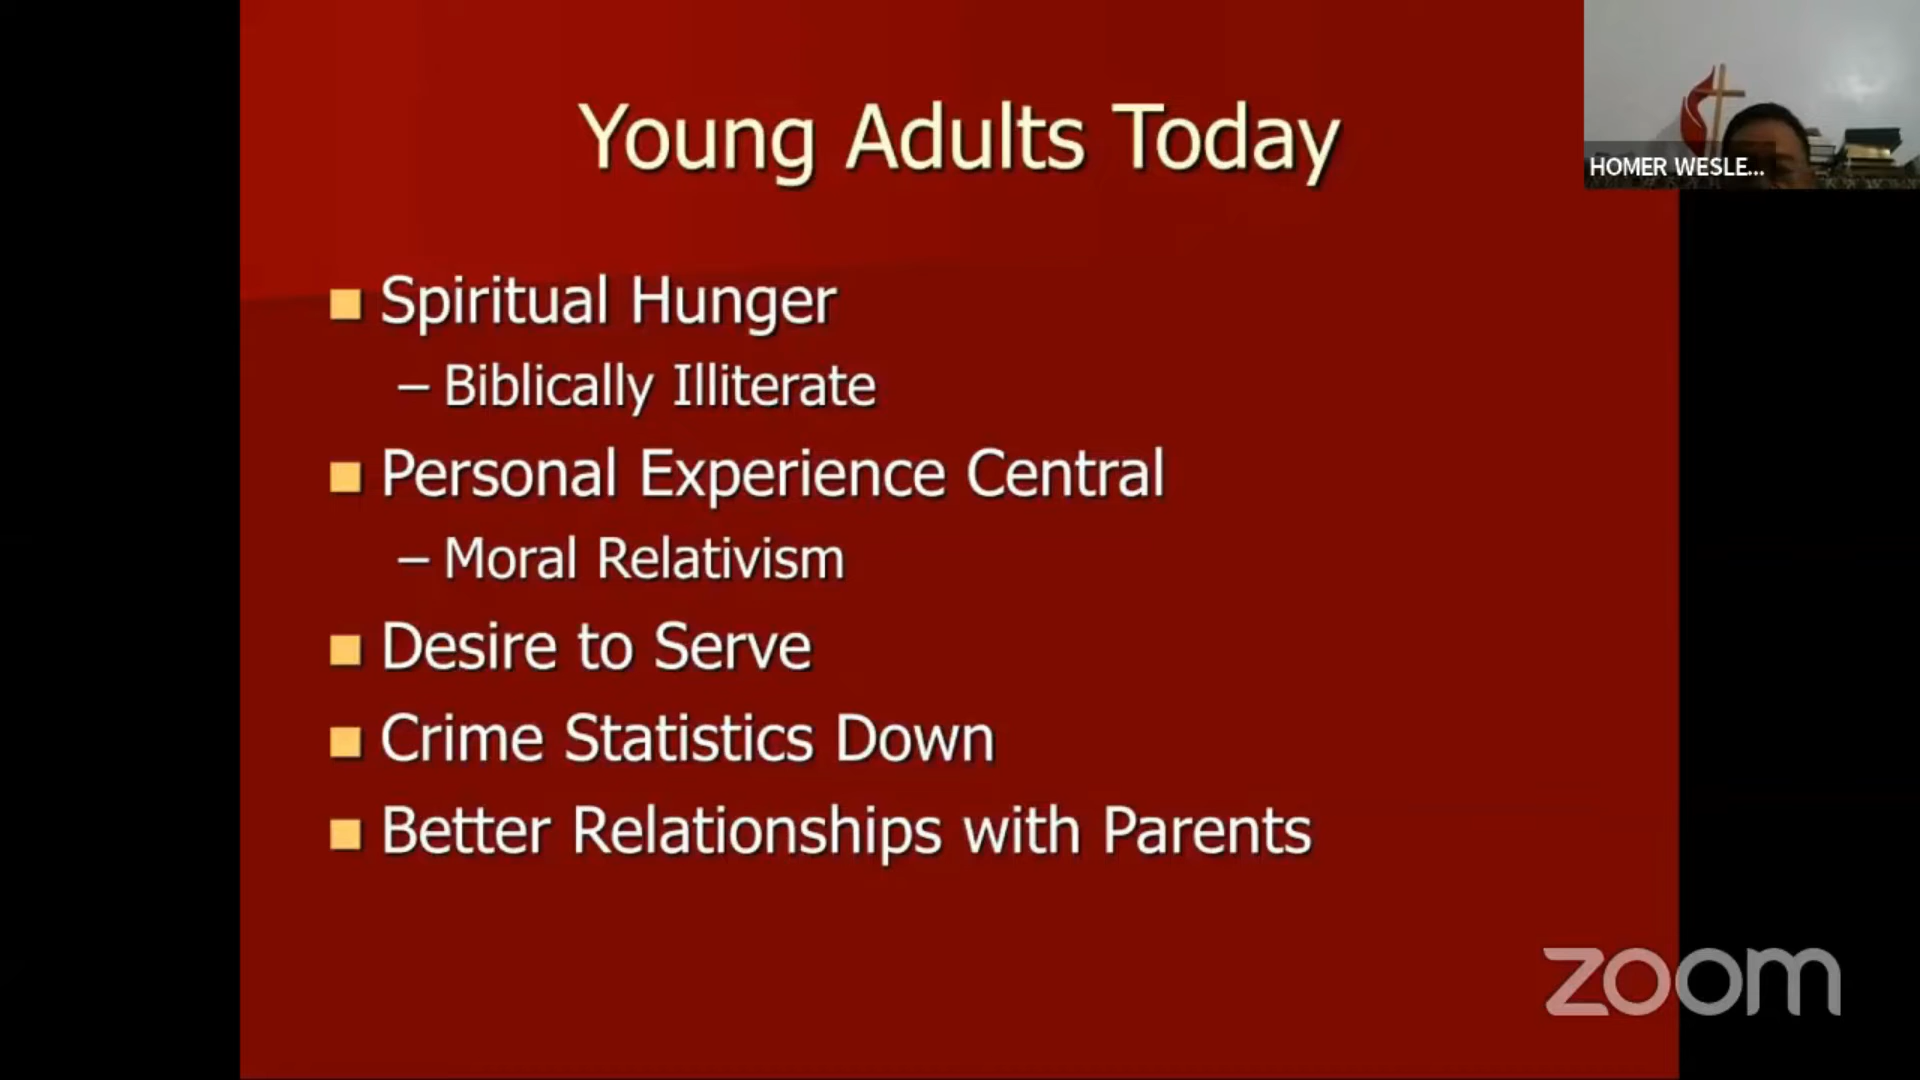 Young Adults Today
HOMER WESLE...
■ Spiritual Hunger
– Biblically Illiterate
■ Personal Experience Central
– Moral Relativism
■ Desire to Serve
■ Crime Statistics Down
■ Better Relationships with Parents
zoom